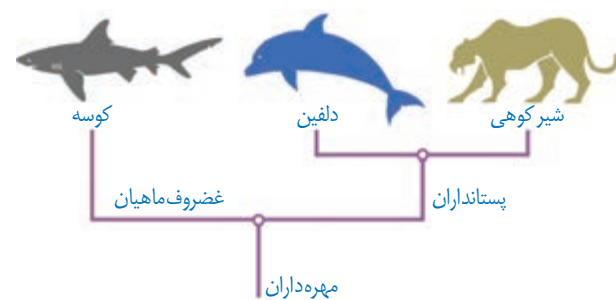 شیر کوهی
دلفین
کوسه
پستانداران
غضروف‌ماهیان
مهره‌داران